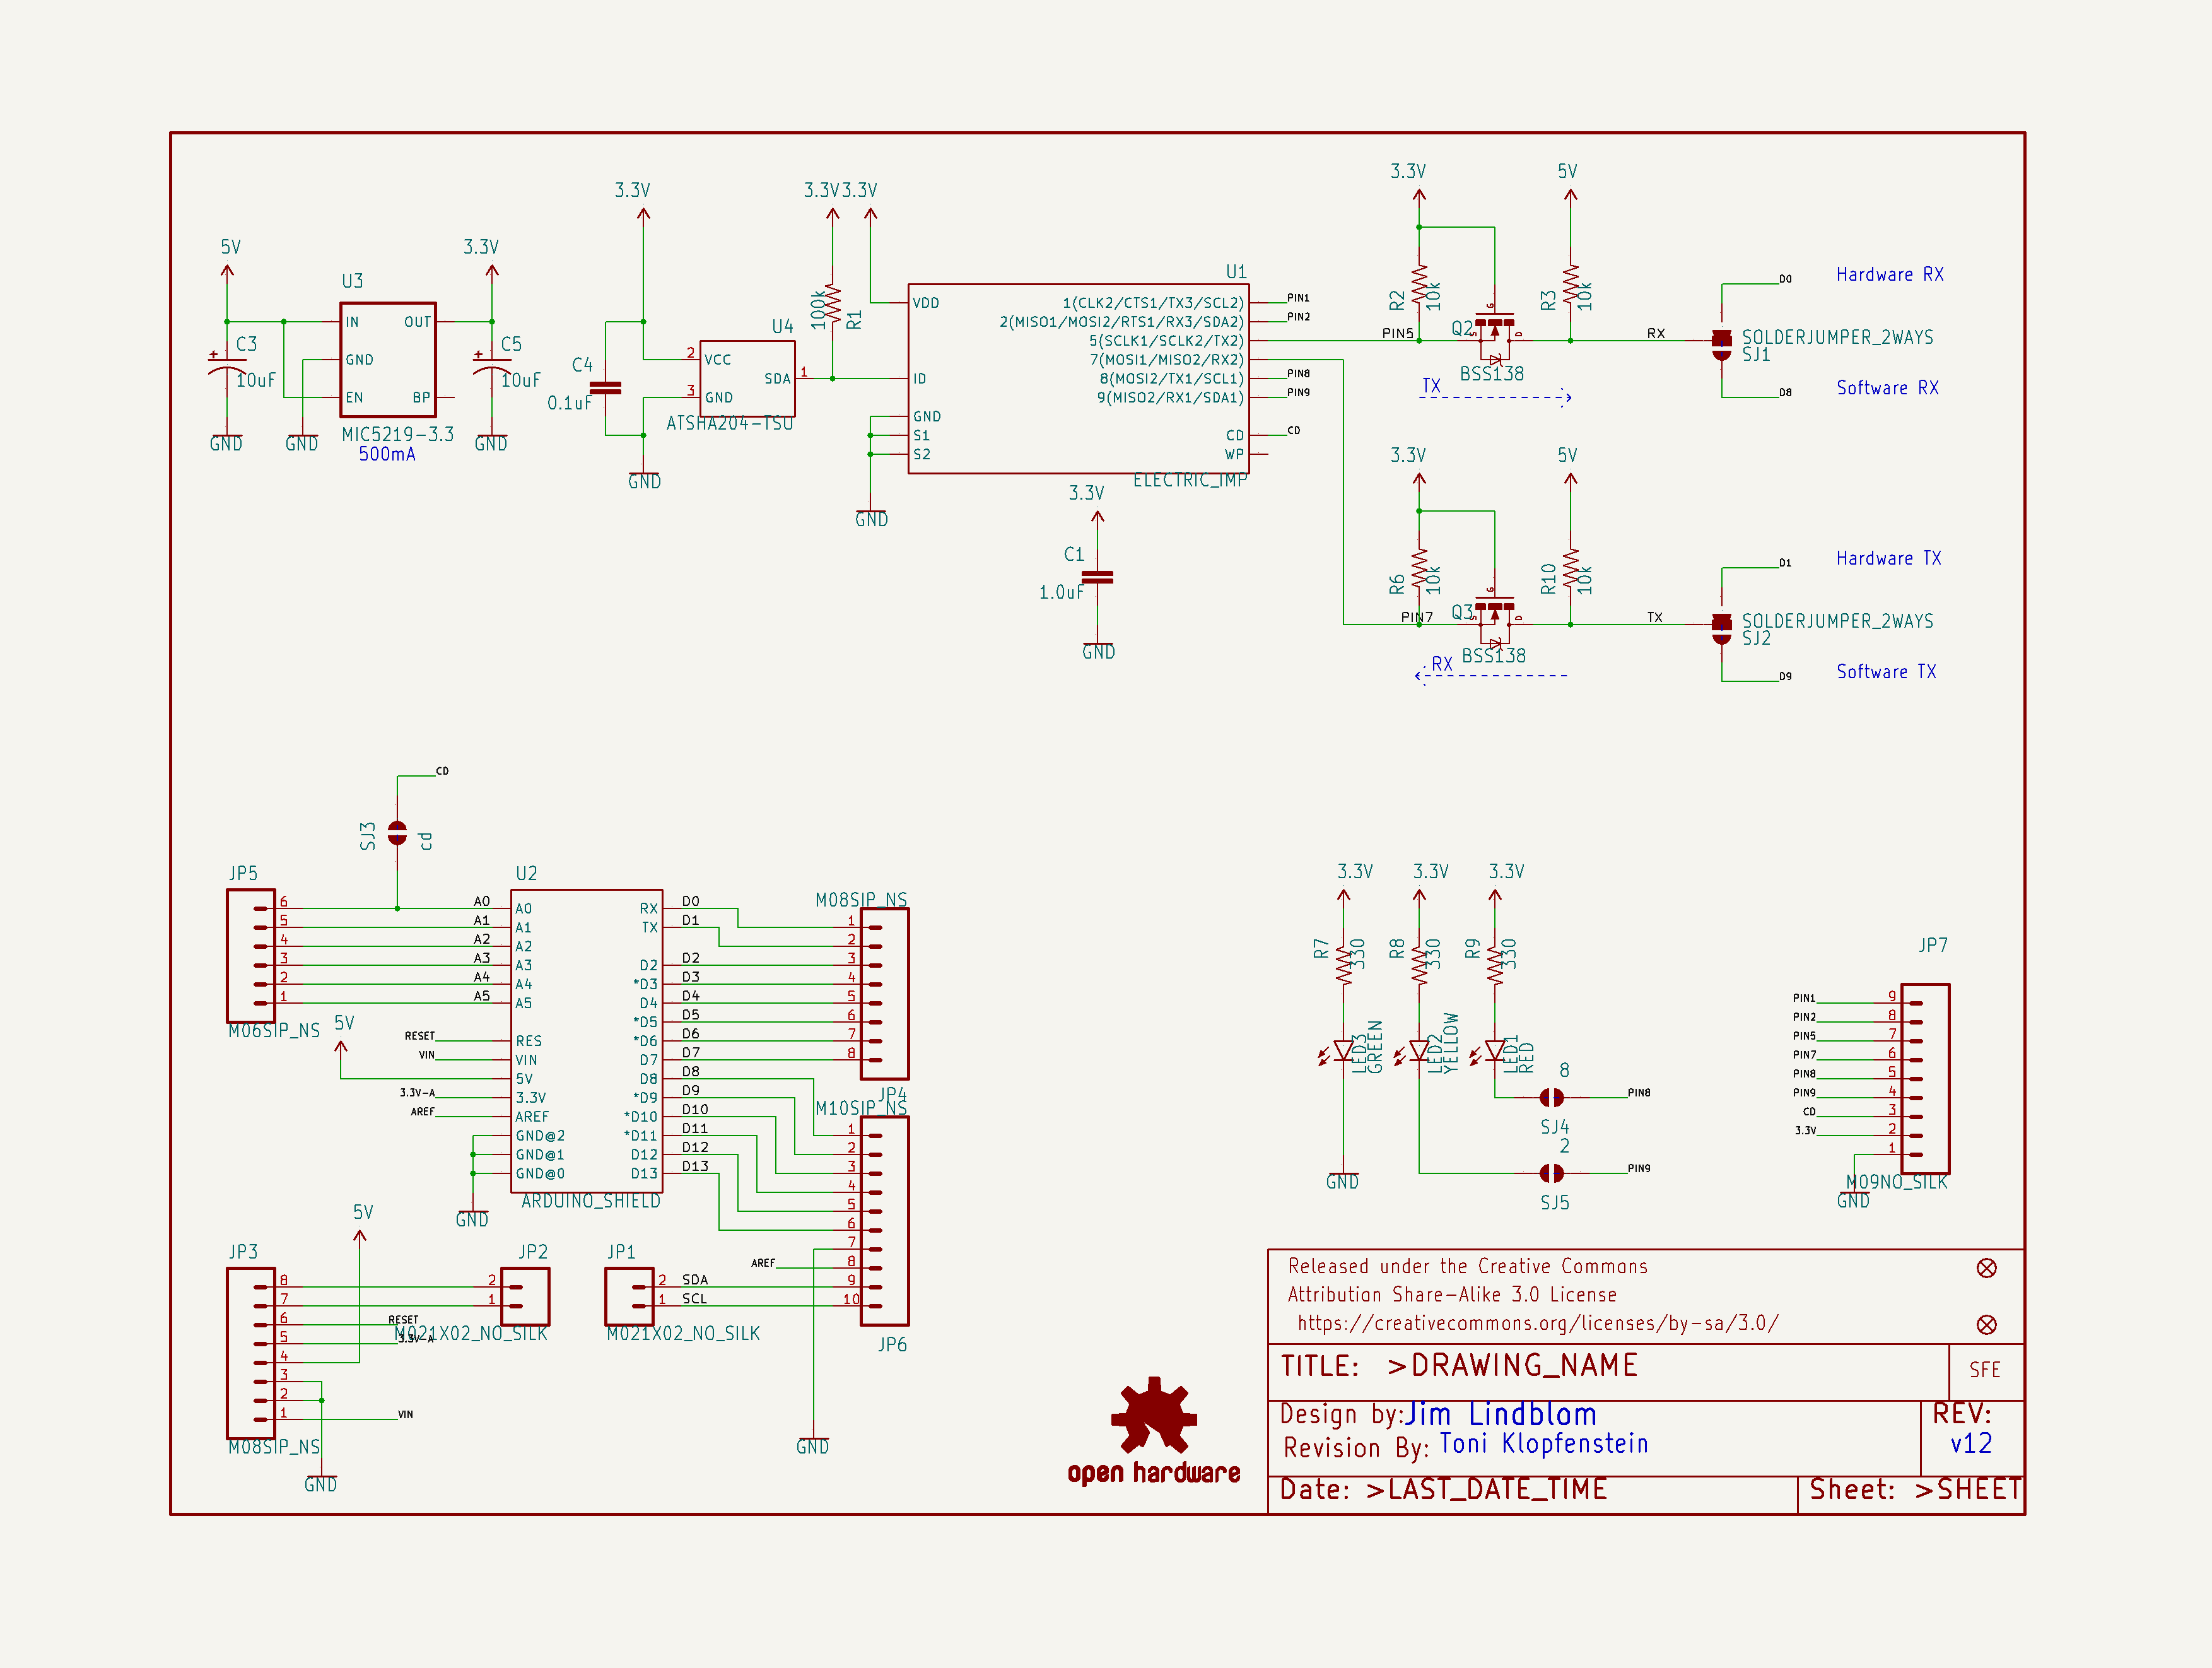 5V
3.3V
U3
IN
OUT
GND
EN
BP
MIC5219-3.3
500mA
C3
10uF
C5
10uF
GND
GND
GND
3.3V
C4
0.1uF
U4
2
VCC
SDA
1
3
GND
ATSHA204-TSU
GND
3.3V
3.3V
100k
R1
U1
VDD
ID
GND
S1
S2
1(CLK2/CTS1/TX3/SCL2)
2(MISO1/MOSI2/RTS1/RX3/SDA2)
5(SCLK1/SCLK2/TX2)
7(MOSI1/MISO2/RX2)
8(MOSI2/TX1/SCL1)
9(MISO2/RX1/SDA1)
CD
WP
ELECTRIC_IMP
PIN1
PIN2
PIN8
PIN9
CD
GND
3.3V
C1
1.0uF
GND
3.3V
5V
R2
10k
R3
10k
PIN5
Q2
G
S
D
BSS138
TX
RX
D0
Hardware RX
SOLDERJUMPER_2WAYS
SJ1
D8
Software RX
3.3V
5V
R6
10k
R10
10k
PIN7
Q3
G
S
D
BSS138
RX
TX
D1
Hardware TX
SOLDERJUMPER_2WAYS
SJ2
D9
Software TX
CD
SJ3
cd
JP5
6
5
4
3
2
1
M06SIP_NS
A0
A1
A2
A3
A4
A5
5V
RESET
VIN
3.3V-A
AREF
U2
A0
A1
A2
A3
A4
A5
RES
VIN
5V
3.3V
AREF
GND@2
GND@1
GND@0
RX
TX
D2
*D3
D4
*D5
*D6
D7
D8
*D9
*D10
*D11
D12
D13
ARDUINO_SHIELD
GND
D0
D1
D2
D3
D4
D5
D6
D7
D8
D9
D10
D11
D12
D13
M08SIP_NS
1
2
3
4
5
6
7
8
JP4
M10SIP_NS
1
2
3
4
5
6
7
8
9
10
JP6
AREF
GND
5V
JP3
8
7
6
5
4
3
2
1
M08SIP_NS
RESET
3.3V-A
VIN
GND
JP2
2
1
M021X02_NO_SILK
JP1
2
1
SDA
SCL
M021X02_NO_SILK
3.3V
3.3V
3.3V
R7
330
R8
330
R9
330
LED3
GREEN
LED2
YELLOW
LED1
RED
GND
8
SJ4
PIN8
2
SJ5
PIN9
JP7
PIN1
PIN2
PIN5
PIN7
PIN8
PIN9
CD
3.3V
9
8
7
6
5
4
3
2
1
M09NO_SILK
GND
open hardware
Released under the Creative Commons
Attribution Share-Alike 3.0 License
https://creativecommons.org/licenses/by-sa/3.0/
TITLE: >DRAWING_NAME
SFE
Design by:Jim Lindblom
Revision By: Toni Klopfenstein
REV:
v12
Date: >LAST_DATE_TIME
Sheet: >SHEET